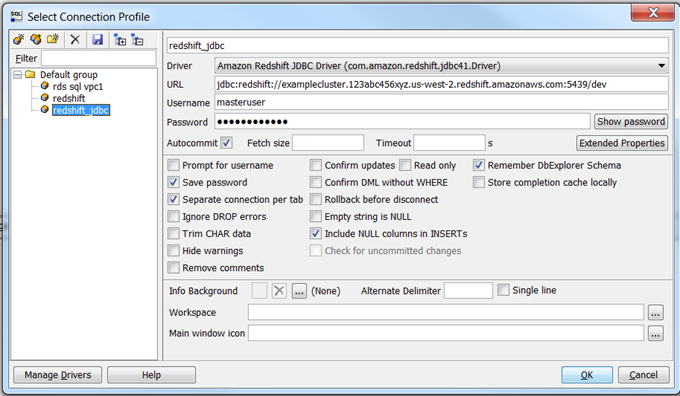 SQL Select Connection Profile
redshift_jdbc
Filter
Driver Amazon Redshift JDBC Driver (com.amazon.redshift.jdbc41.Driver)
Default group
URL jdbc:redshift://examplecluster.123abc456xyz.us-west-2.redshift.amazonaws.com:5439/dev
rds sql vpc1
redshift
Username masteruser
redshift_jdbc
Password ●●●●●●●●●●●● Show password
Autocommit Fetch size Timeout s Extended Properties
Prompt for username Confirm updates Read only Remember DbExplorer Schema
Save password Confirm DML without WHERE Store completion cache locally
Separate connection per tab Rollback before disconnect
Ignore DROP errors Empty string is NULL
Trim CHAR data Include NULL columns in INSERTs
Hide warnings Check for uncommitted changes
Remove comments
Info Background ... (None) Alternate Delimiter Single line
Workspace ...
Main window icon ...
Manage Drivers Help OK Cancel